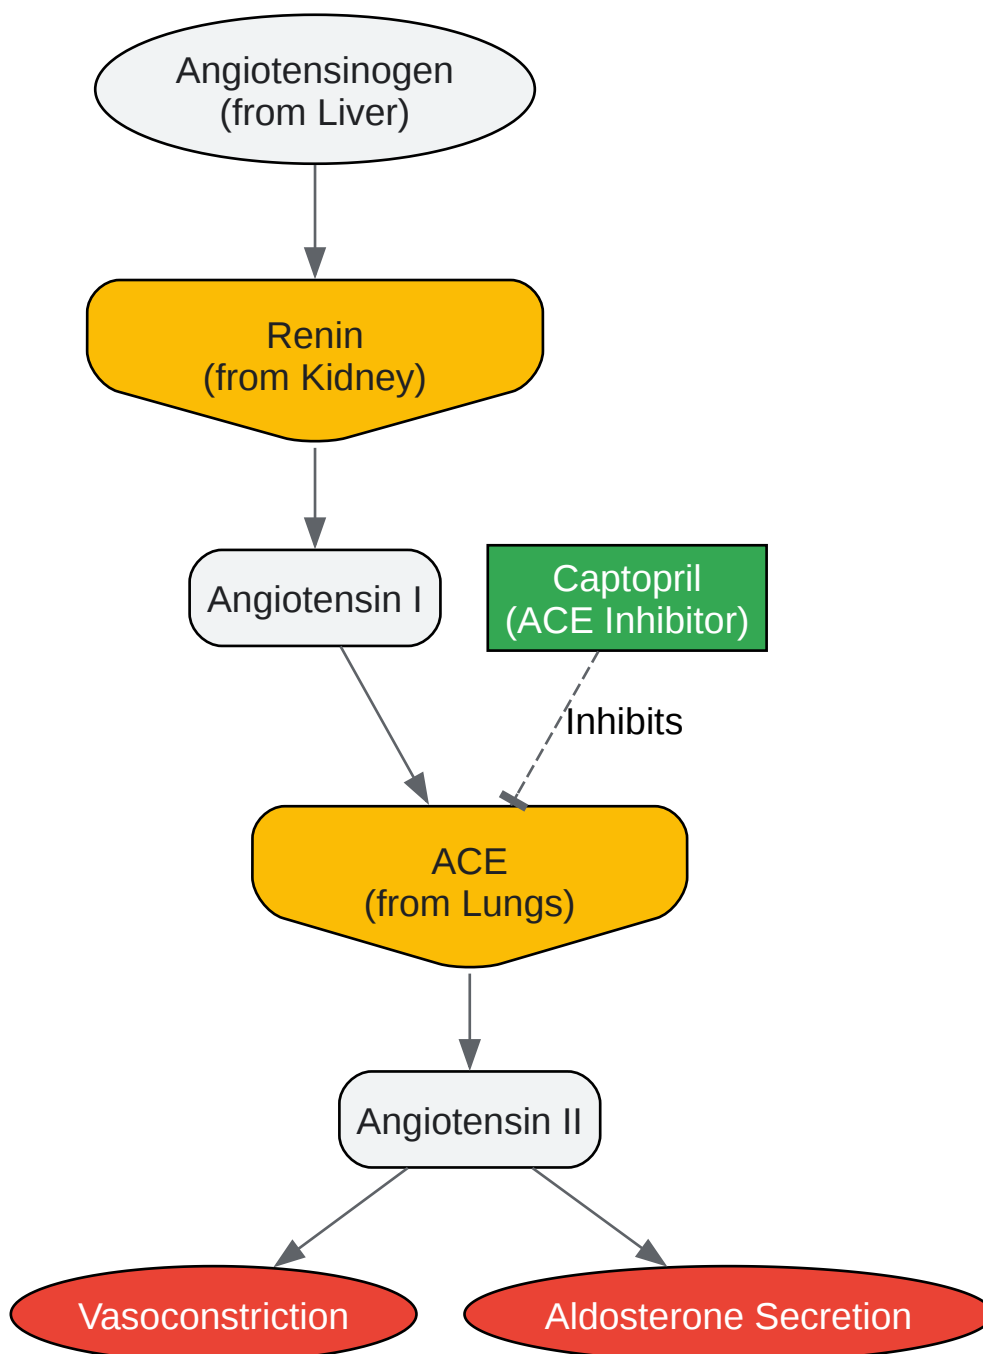 Angiotensinogen
(from Liver)
Renin
(from Kidney)
Angiotensin I
Captopril
(ACE Inhibitor)
Inhibits
ACE
(from Lungs)
Angiotensin II
Vasoconstriction
Aldosterone Secretion